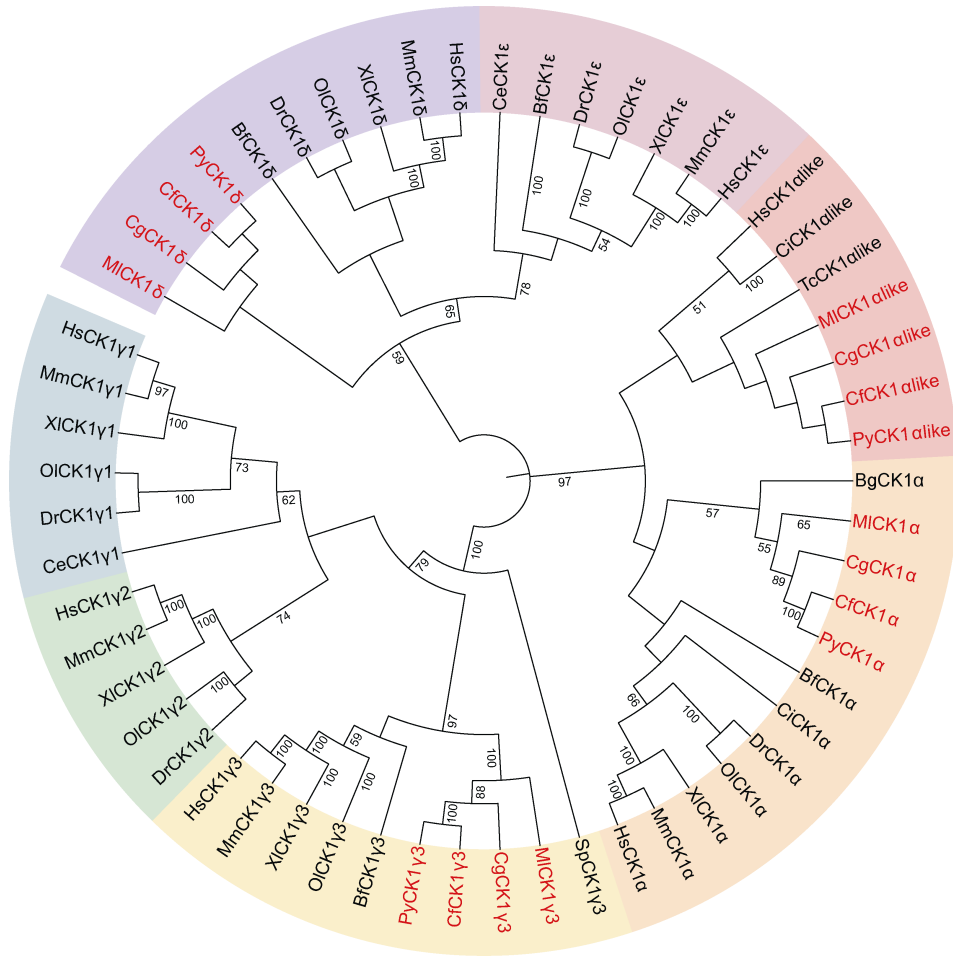 CeCK1ε
BfCK1ε
DrCK1ε
OlCK1ε
XlCK1ε
MmCK1ε
HsCK1ε
HsCK1αlike
CiCK1αlike
TcCK1αlike
MlCK1αlike
CgCK1αlike
CfCK1αlike
PyCK1αlike
BgCK1α
MlCK1α
CgCK1α
CfCK1α
PyCK1α
BfCK1α
CiCK1α
DrCK1α
OlCK1α
XlCK1α
MmCK1α
HsCK1α
SpCK1γ3
MlCK1γ3
CgCK1γ3
CfCK1γ3
PyCK1γ3
BfCK1γ3
OlCK1γ3
XlCK1γ3
MmCK1γ3
HsCK1γ3
DrCK1γ2
OlCK1γ2
XlCK1γ2
MmCK1γ2
HsCK1γ2
CeCK1γ1
DrCK1γ1
OlCK1γ1
XlCK1γ1
MmCK1γ1
HsCK1γ1
MlCK1δ
CgCK1δ
CfCK1δ
PyCK1δ
BfCK1δ
DrCK1δ
OlCK1δ
XlCK1δ
MmCK1δ
HsCK1δ
100
100
100
100
54
100
100
78
65
59
51
100
97
57
65
55
89
100
66
100
100
100
100
79
97
100
88
100
59
100
100
100
100
74
100
100
100
62
73
100
100
97